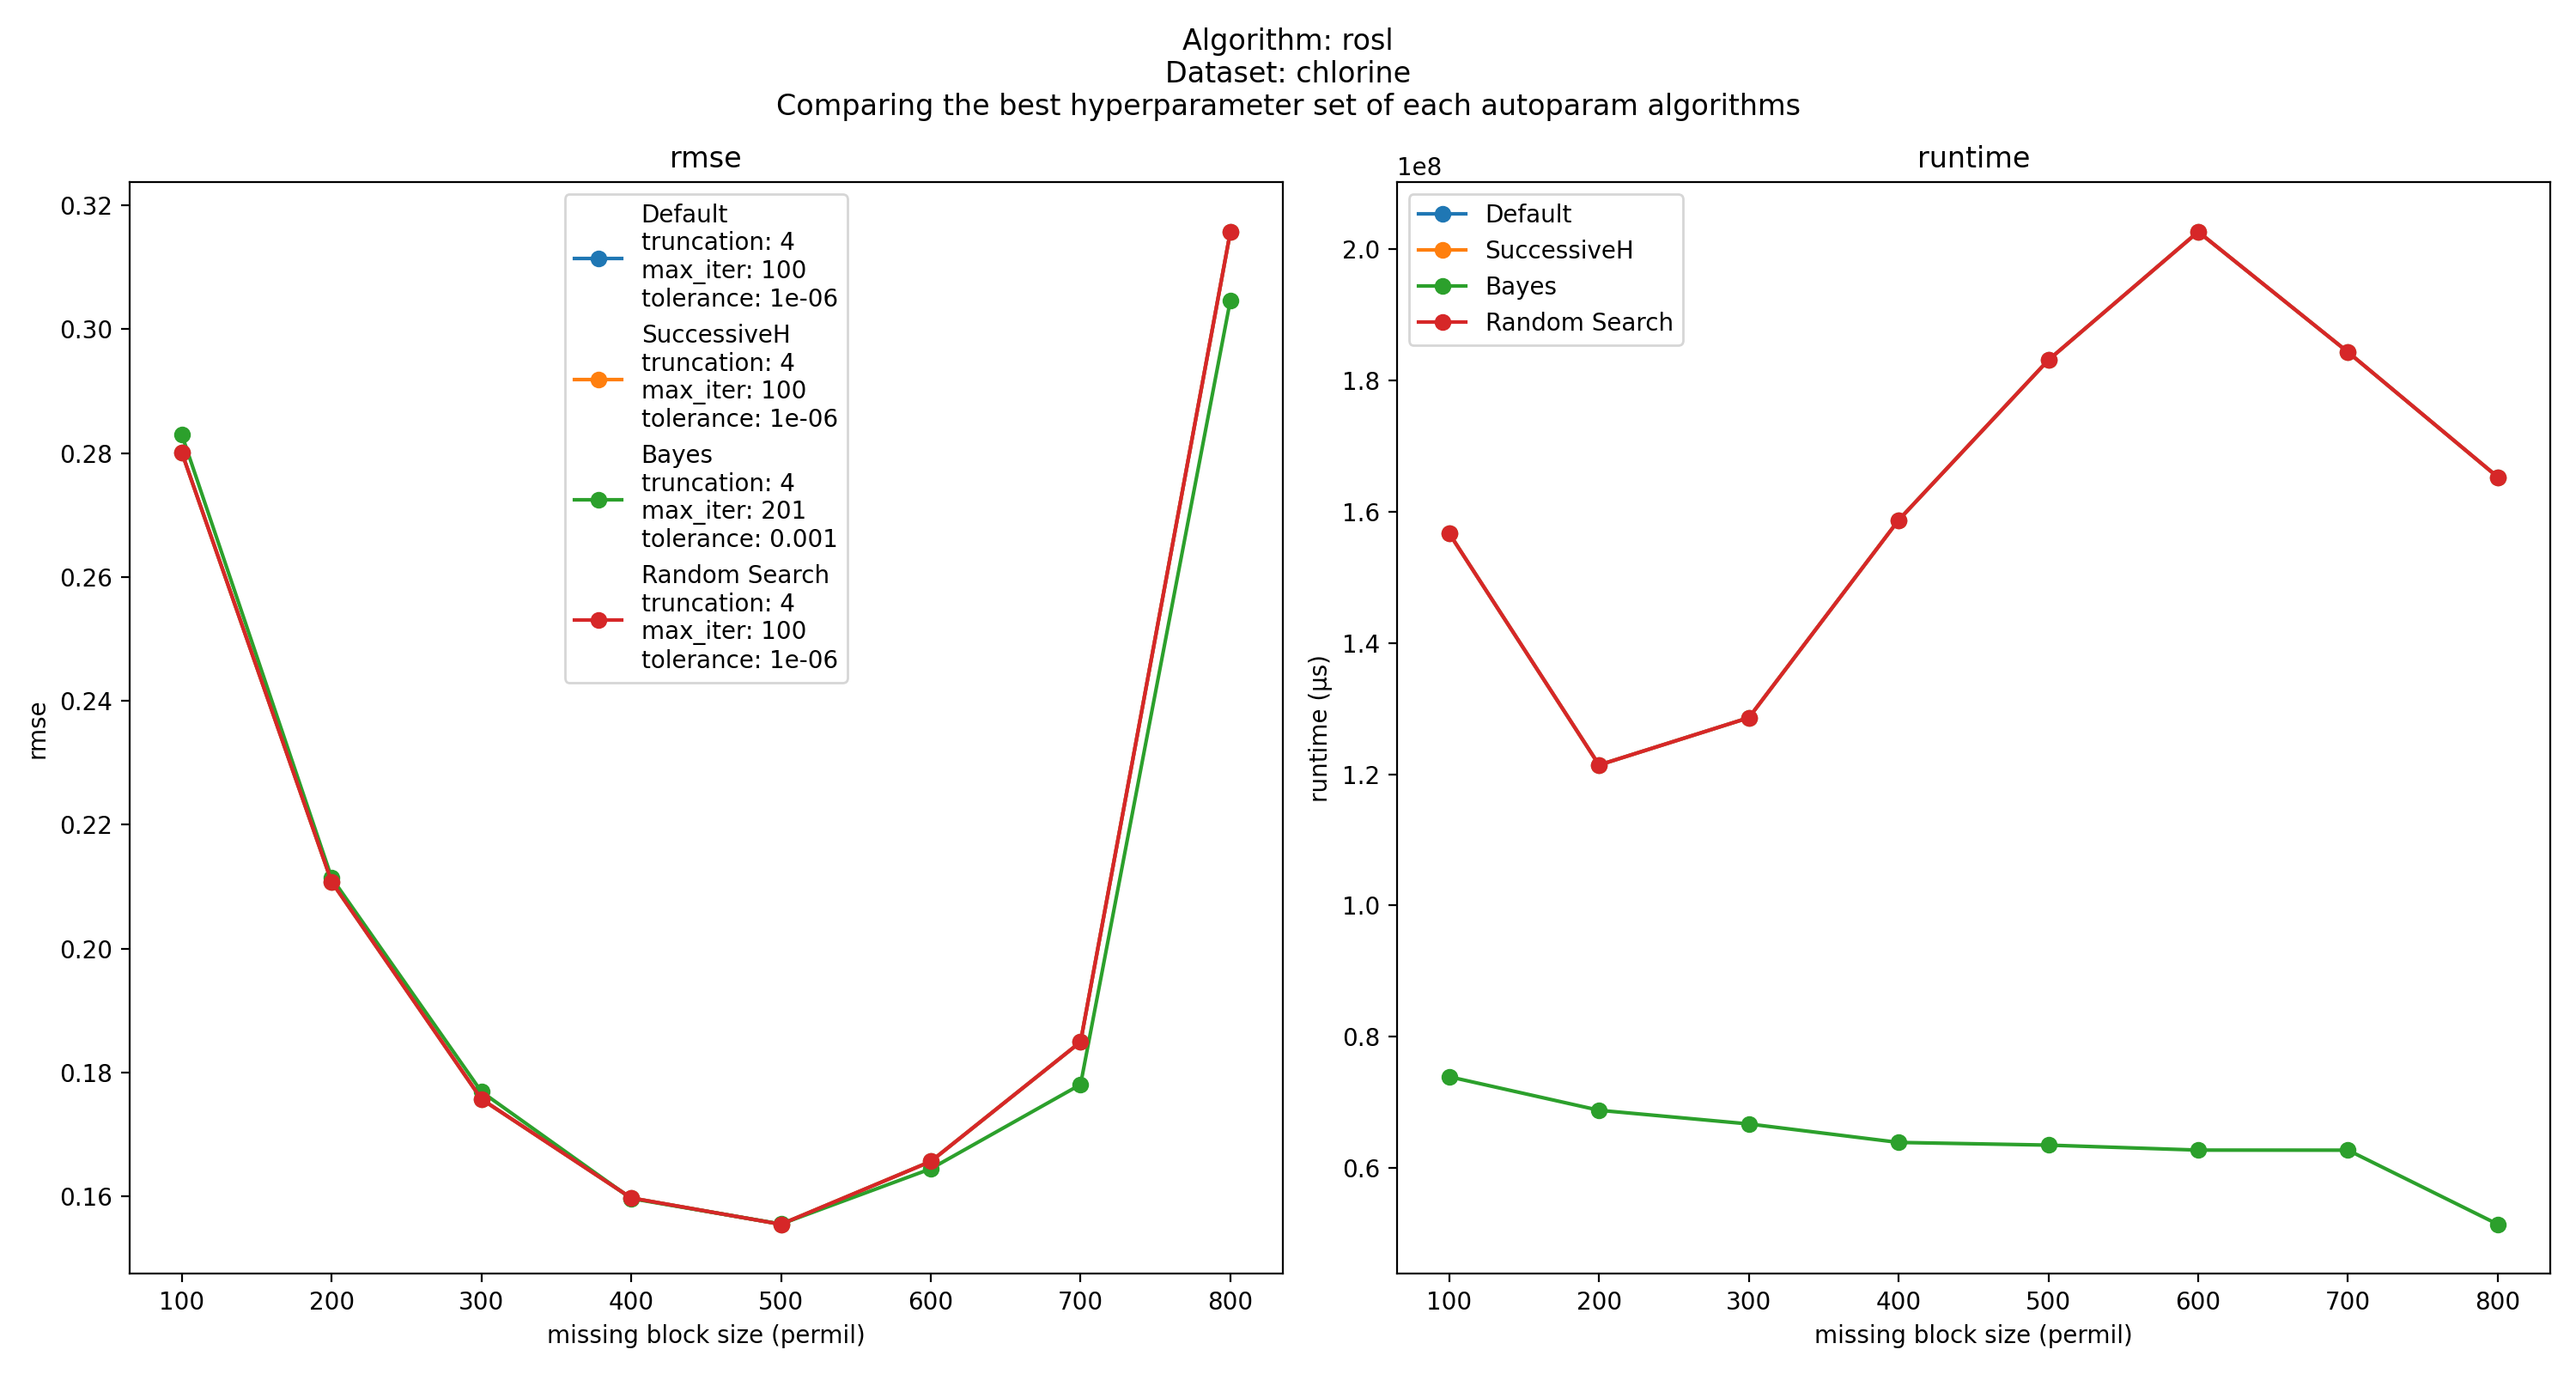 Algorithm: rosl
Dataset: chlorine
Comparing the best hyperparameter set of each autoparam algorithms
rmse
0.32
0.30
0.28
0.26
0.24
0.22
0.20
0.18
0.16
rmse
Default
truncation: 4
max_iter: 100
tolerance: 1e-06
SuccessiveH
truncation: 4
max_iter: 100
tolerance: 1e-06
Bayes
truncation: 4
max_iter: 201
tolerance: 0.001
Random Search
truncation: 4
max_iter: 100
tolerance: 1e-06
100 200 300 400 500 600 700 800
missing block size (permil)
runtime
1e8
2.0
1.8
1.6
1.4
1.2
1.0
0.8
0.6
runtime (µs)
Default
SuccessiveH
Bayes
Random Search
100 200 300 400 500 600 700 800
missing block size (permil)